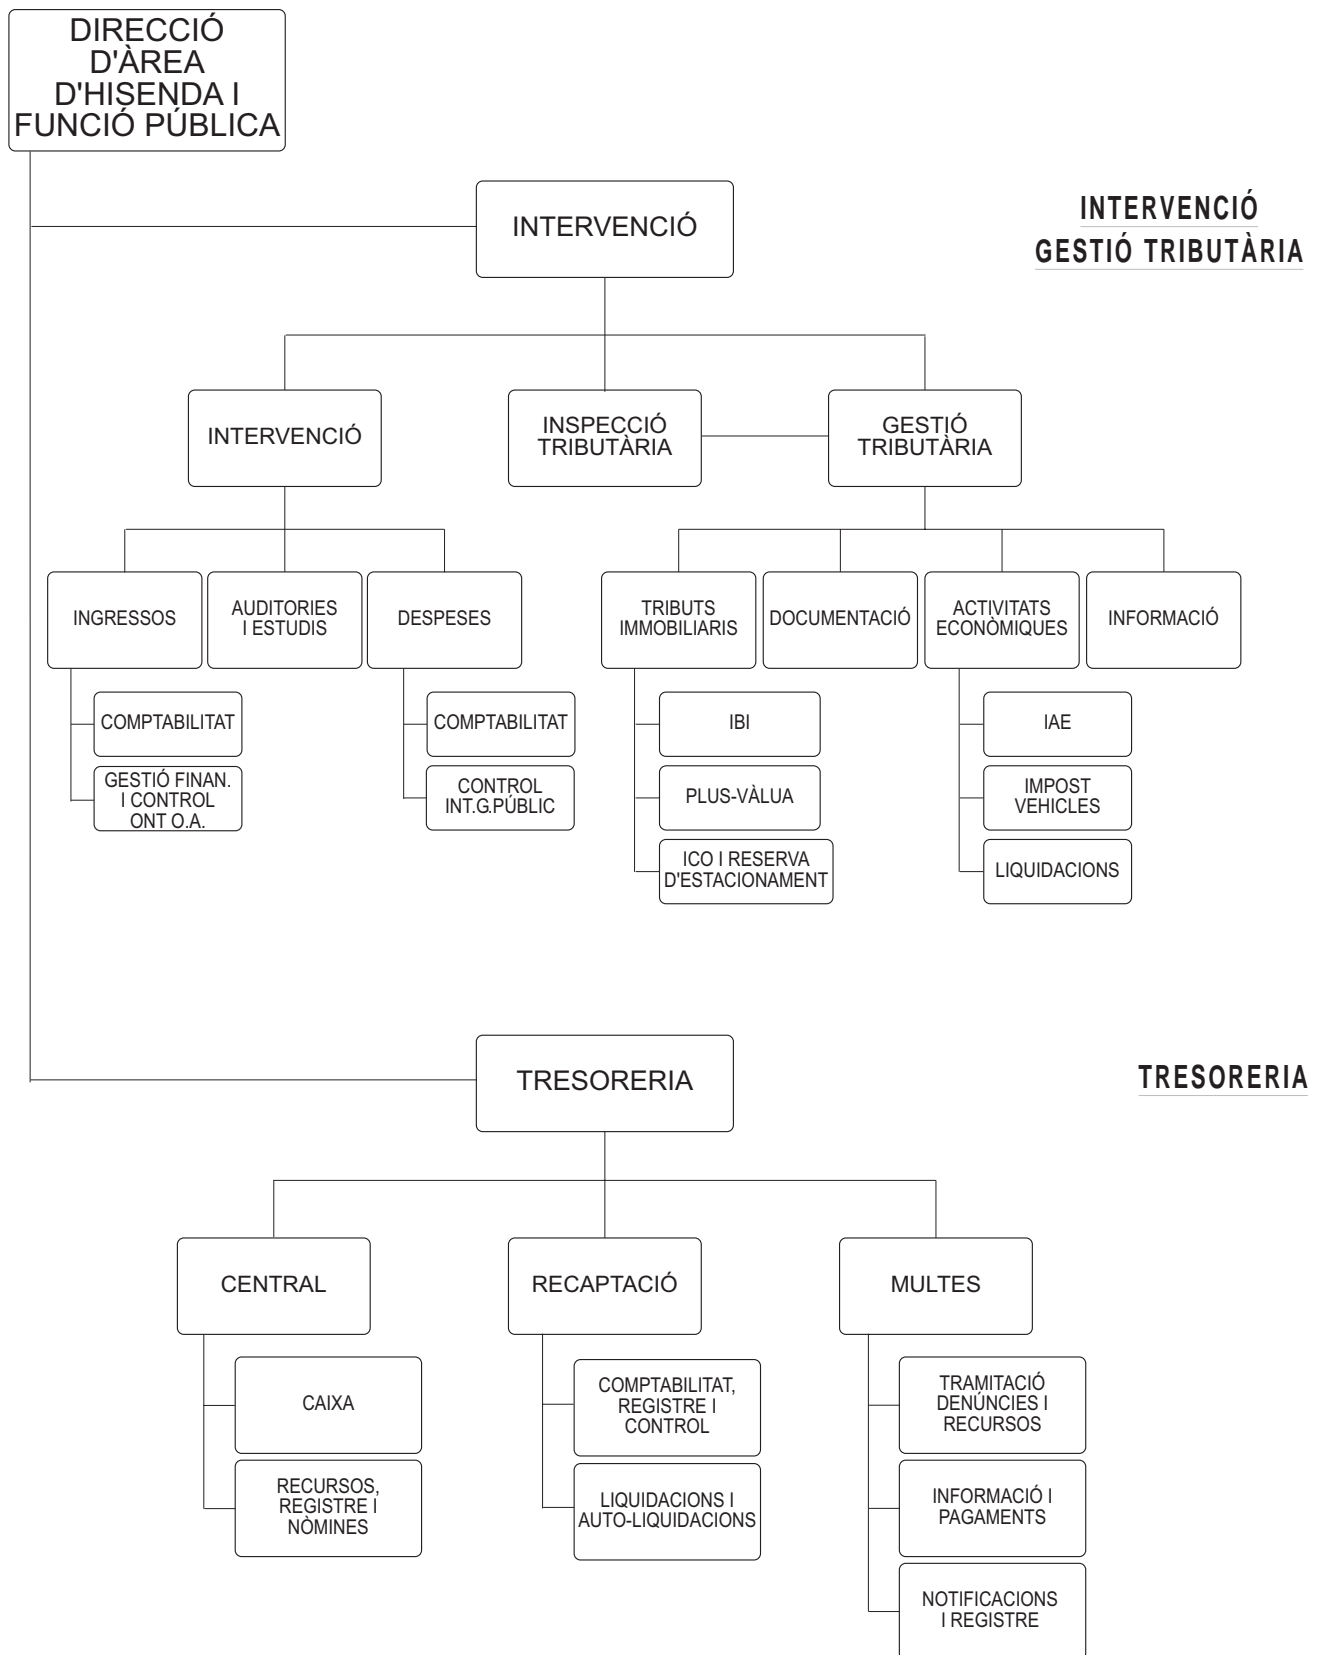 DIRECCIÓ
D'ÀREA
D'HISENDA I
FUNCIÓ PÚBLICA
INTERVENCIÓ
INTERVENCIÓ
GESTIÓ TRIBUTÀRIA
INTERVENCIÓ
INSPECCIÓ
TRIBUTÀRIA
GESTIÓ
TRIBUTÀRIA
INGRESSOS
AUDITORIES
I ESTUDIS
DESPESES
TRIBUTS
IMMOBILIARIS
DOCUMENTACIÓ
ACTIVITATS
ECONÒMIQUES
INFORMACIÓ
COMPTABILITAT
GESTIÓ FINAN.
I CONTROL
ONT O.A.
COMPTABILITAT
CONTROL
INT.G.PÚBLIC
IBI
PLUS-VÀLUA
ICO I RESERVA
D'ESTACIONAMENT
IAE
IMPOST
VEHICLES
LIQUIDACIONS
TRESORERIA
TRESORERIA
CENTRAL
RECAPTACIÓ
MULTES
CAIXA
RECURSOS,
REGISTRE I
NÒMINES
COMPTABILITAT,
REGISTRE I
CONTROL
LIQUIDACIONS I
AUTO-LIQUIDACIONS
TRAMITACIÓ
DENÚNCIES I
RECURSOS
INFORMACIÓ I
PAGAMENTS
NOTIFICACIONS
I REGISTRE